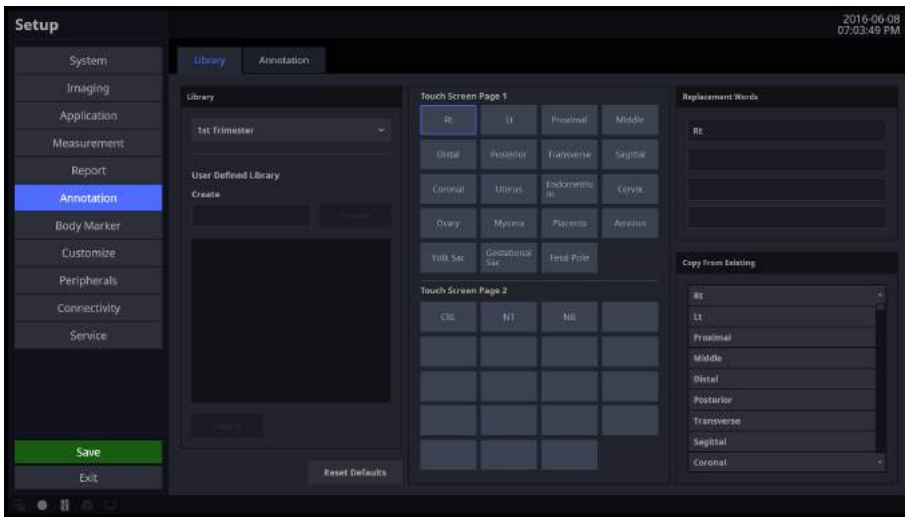 Setup
2016-06-08
07:03:49 PM
System
Imaging
Application
Measurement
Report
Annotation
Body Marker
Customize
Peripherals
Connectivity
Service
Save
Exit
Library
Annotation
Library
1st Trimester
User Defined Library
Create
Reset Defaults
Touch Screen Page 1
Rt
Lt
Proximal
Middle
Distal
Posterior
Transverse
Sagittal
Coronal
Uterus
Endometriu
m
Cervix
Ovary
Myoma
Placenta
Amnion
Yolk Sac
Gestational
Sac
Fetal Pole
Touch Screen Page 2
CRL
NT
NB
Replacement Words
Rt
Copy From Existing
Rt
Lt
Proximal
Middle
Distal
Posterior
Transverse
Sagittal
Coronal